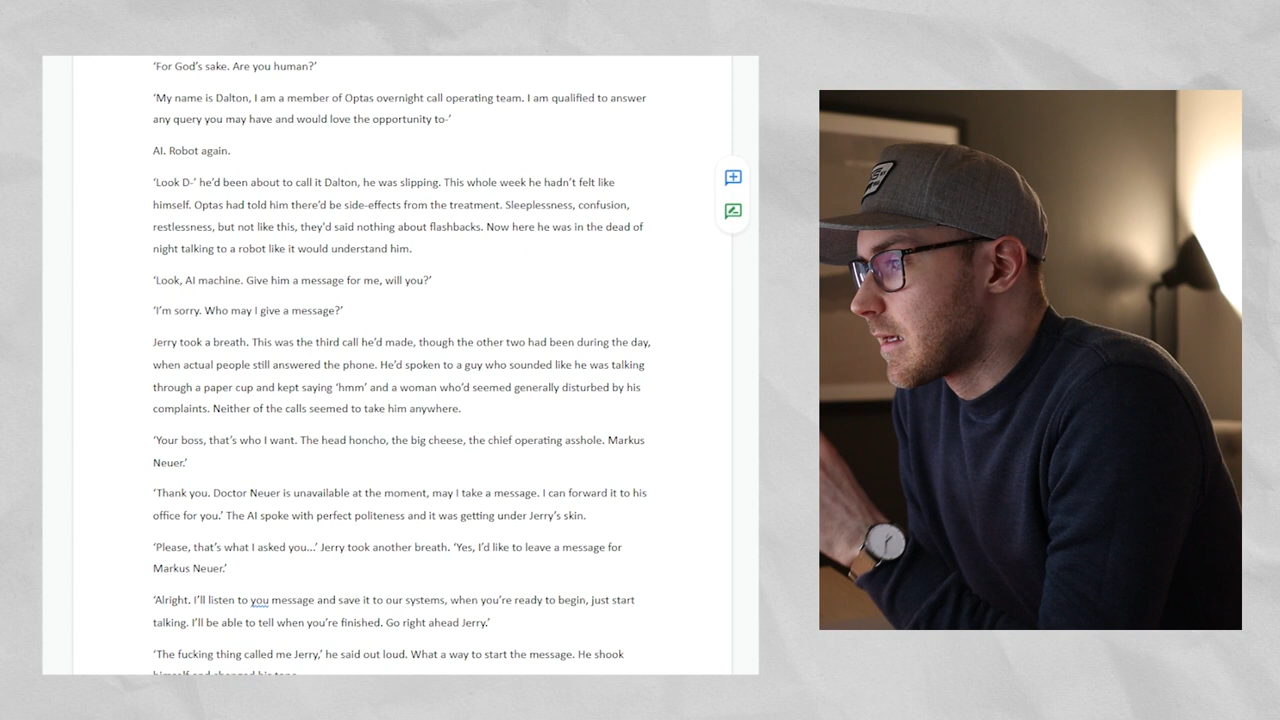 ‘For God’s sake. Are you human?’
‘My name is Dalton, I am a member of Optas overnight call operating team. I am qualified to answer
any query you may have and would love the opportunity to-’
AI. Robot again.
‘Look D-’ he’d been about to call it Dalton, he was slipping. This whole week he hadn’t felt like
himself. Optas had told him there’d be side-effects from the treatment. Sleeplessness, confusion,
restlessness, but not like this, they’d said nothing about flashbacks. Now here he was in the dead of
night talking to a robot like it would understand him.
‘Look, AI machine. Give him a message for me, will you?’
‘I’m sorry. Who may I give a message?’
Jerry took a breath. This was the third call he’d made, though the other two had been during the day,
when actual people still answered the phone. He’d spoken to a guy who sounded like he was talking
through a paper cup and kept saying ‘hmm’ and a woman who’d seemed generally disturbed by his
complaints. Neither of the calls seemed to take him anywhere.
‘Your boss, that’s who I want. The head honcho, the big cheese, the chief operating asshole. Markus
Neuer.’
‘Thank you. Doctor Neuer is unavailable at the moment, may I take a message. I can forward it to his
office for you.’ The AI spoke with perfect politeness and it was getting under Jerry’s skin.
‘Please, that’s what I asked you...’ Jerry took another breath. ‘Yes, I’d like to leave a message for
Markus Neuer.’
‘Alright. I’ll listen to you message and save it to our systems, when you’re ready to begin, just start
talking. I’ll be able to tell when you’re finished. Go right ahead Jerry.’
‘The fucking thing called me Jerry,’ he said out loud. What a way to start the message. He shook
himself and changed his tone